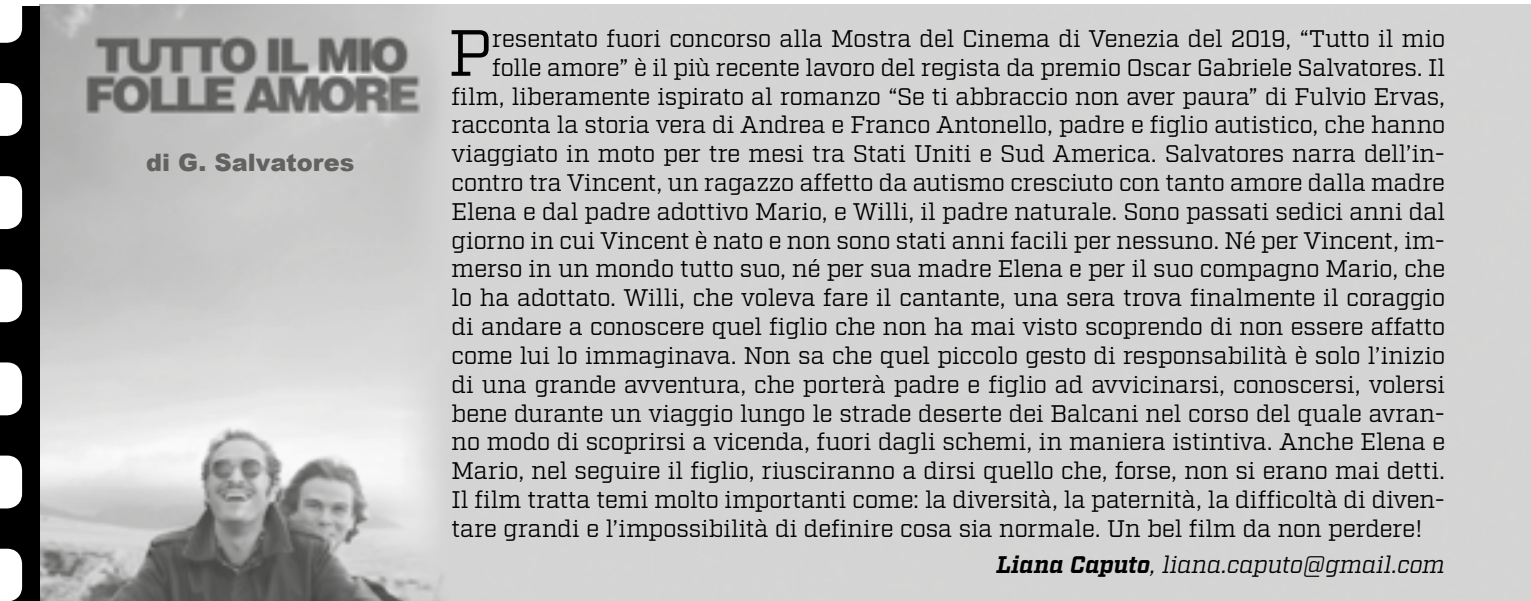 TUTTO IL MIO
FOLLE AMORE
di G. Salvatores
Presentato fuori concorso alla Mostra del Cinema di Venezia del 2019, “Tutto il mio
folle amore” è il più recente lavoro del regista da premio Oscar Gabriele Salvatores. Il
film, liberamente ispirato al romanzo “Se ti abbraccio non aver paura” di Fulvio Ervas,
racconta la storia vera di Andrea e Franco Antonello, padre e figlio autistico, che hanno
viaggiato in moto per tre mesi tra Stati Uniti e Sud America. Salvatores narra dell’in-
contro tra Vincent, un ragazzo affetto da autismo cresciuto con tanto amore dalla madre
Elena e dal padre adottivo Mario, e Willi, il padre naturale. Sono passati sedici anni dal
giorno in cui Vincent è nato e non sono stati anni facili per nessuno. Né per Vincent, im-
merso in un mondo tutto suo, né per sua madre Elena e per il suo compagno Mario, che
lo ha adottato. Willi, che voleva fare il cantante, una sera trova finalmente il coraggio
di andare a conoscere quel figlio che non ha mai visto scoprendo di non essere affatto
come lui lo immaginava. Non sa che quel piccolo gesto di responsabilità è solo l’inizio
di una grande avventura, che porterà padre e figlio ad avvicinarsi, conoscersi, volersi
bene durante un viaggio lungo le strade deserte dei Balcani nel corso del quale avran-
no modo di scoprirsi a vicenda, fuori dagli schemi, in maniera istintiva. Anche Elena e
Mario, nel seguire il figlio, riusciranno a dirsi quello che, forse, non si erano mai detti.
Il film tratta temi molto importanti come: la diversità, la paternità, la difficoltà di diven-
tare grandi e l’impossibilità di definire cosa sia normale. Un bel film da non perdere!
Liana Caputo, liana.caputo@gmail.com